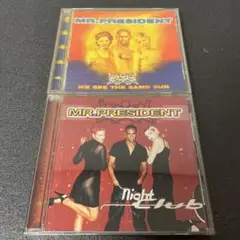 MR. PRESIDENT
WE SEE THE SAME SUN
MR. PRESIDENT
Night
Club